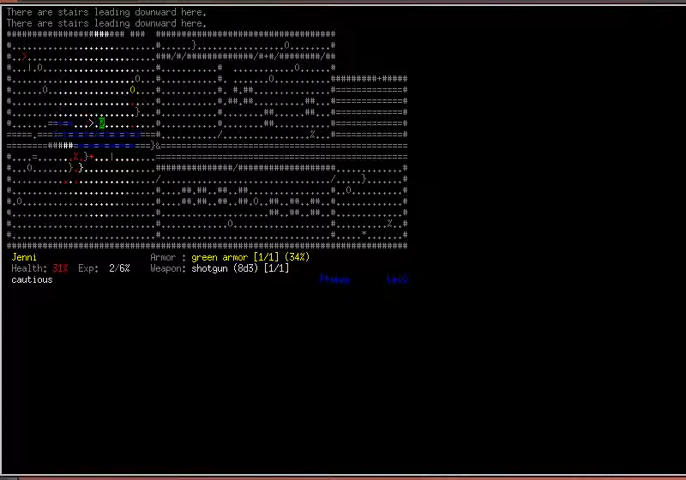 There are stairs leading downward here.
There are stairs leading downward here.
Jenni
Armor : green armor [1/1] (34%)
Health: 31% Exp: 2/6%
Weapon: shotgun (8d3) [1/1]
cautious